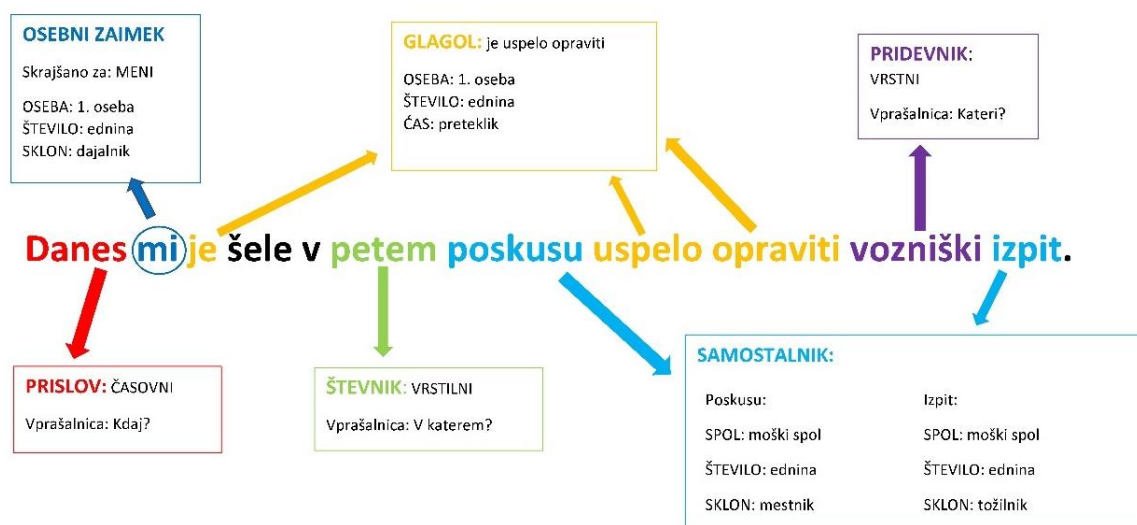 OSEBNI ZAIMEK
Skrajšano za: MENI
OSEBA: 1. oseba
ŠTEVILO: ednina
SKLON: dajalnik
GLAGOL: je uspelo opraviti
OSEBA: 1. oseba
ŠTEVILO: ednina
ČAS: preteklik
PRIDEVNIK:
VRSTNI
Vprašalnica: Kateri?
Danes mi je šele v petem poskusu uspelo opraviti vozniški izpit.
PRISLOV: ČASOVNI
Vprašalnica: Kdaj?
ŠTEVNIK: VRSTILNI
Vprašalnica: V katerem?
SAMOSTALNIK:
Poskusu:
SPOL: moški spol
ŠTEVILO: ednina
SKLON: mestnik
Izpit:
SPOL: moški spol
ŠTEVILO: ednina
SKLON: tožilnik